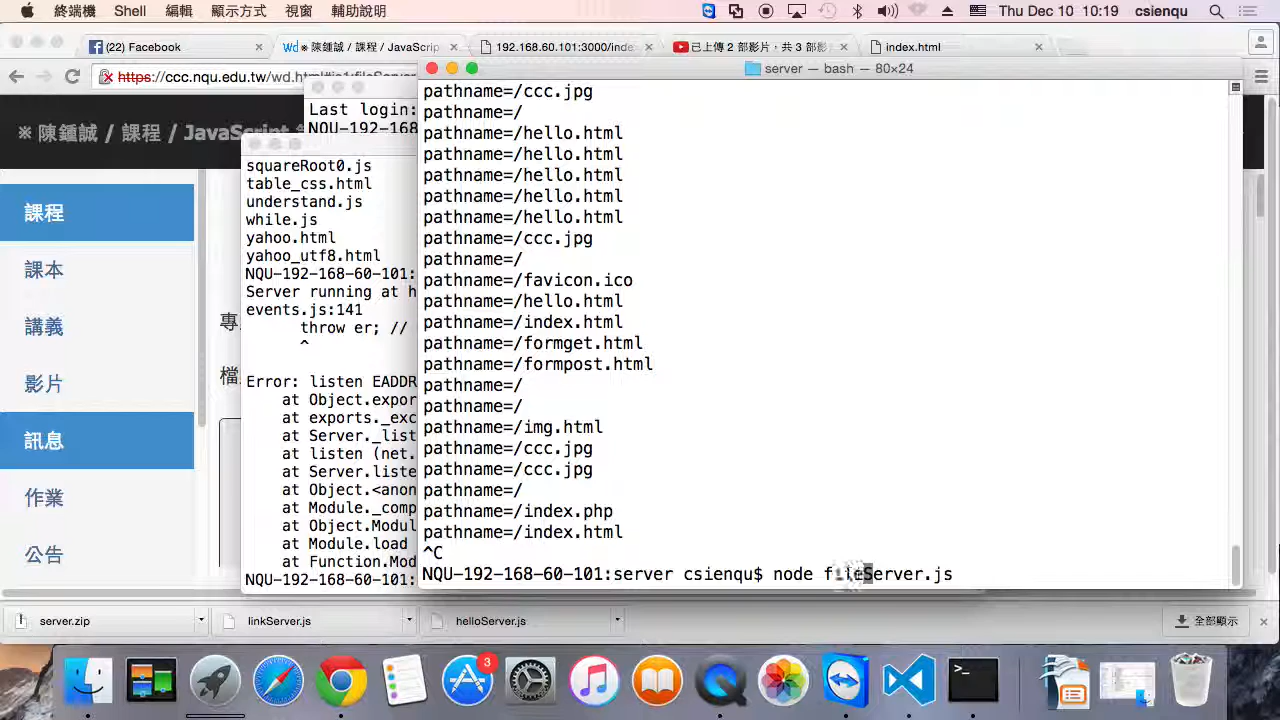 終端機 Shell 編輯 顯示方式 視窗 輔助說明 Thu Dec 10 10:19 csienqu
(22) Facebook
※ 陳鍾誠 / 課程 / JavaScrip
192.168.60.101:3000/inde
已上傳 2 部影片，共 3 部影
index.html
https://ccc.nqu.edu.tw/wd.html
server — bash — 80×24
※ 陳鍾誠 / 課程 / JavaScript
課程
課本
講義
影片
訊息
作業
公告
專
檔
Last login:
NQU-192-168
squareRoot0.js
table_css.html
understand.js
while.js
yahoo.html
yahoo_utf8.html
NQU-192-168-60-101:
Server running at h
events.js:141
throw er; //
^
Error: listen EADDR
at Object.expor
at exports._exc
at Server._list
at listen (net.
at Server.liste
at Object.<anon
at Module._comp
at Object.Modul
at Module.load
at Function.Mod
NQU-192-168-60-101:
pathname=/ccc.jpg
pathname=/
pathname=/hello.html
pathname=/hello.html
pathname=/hello.html
pathname=/hello.html
pathname=/hello.html
pathname=/ccc.jpg
pathname=/
pathname=/favicon.ico
pathname=/hello.html
pathname=/index.html
pathname=/formget.html
pathname=/formpost.html
pathname=/
pathname=/
pathname=/img.html
pathname=/ccc.jpg
pathname=/ccc.jpg
pathname=/
pathname=/index.php
pathname=/index.html
^C
NQU-192-168-60-101:server csienqu$ node fileServer.js
server.zip
linkServer.js
helloServer.js
全部顯示
3